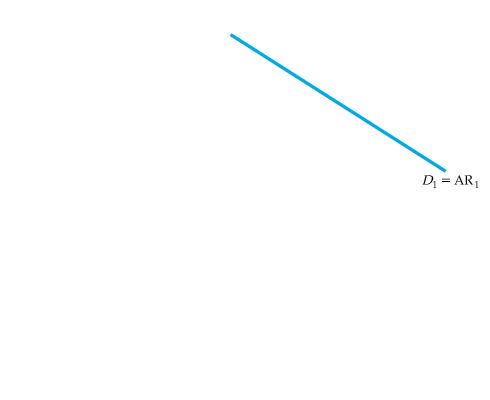 D₁ = AR₁